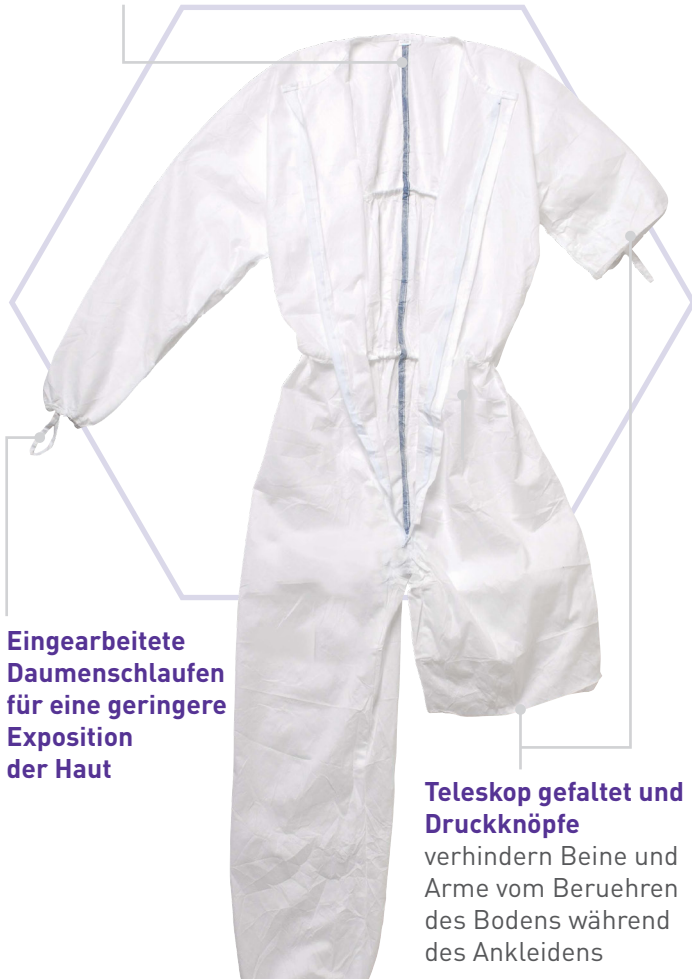 Eingearbeitete
Daumenschlaufen
für eine geringere
Exposition
der Haut
Teleskop gefaltet und
Druckknöpfe
verhindern Beine und
Arme vom Beruehren
des Bodens während
des Ankleidens